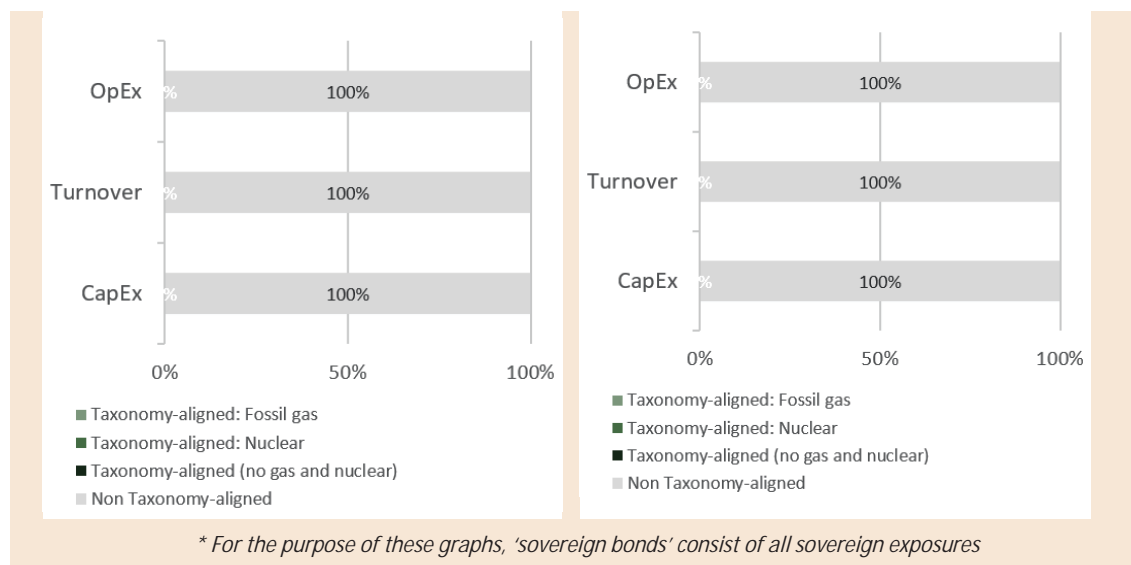 OpEx
% 100%
Turnover
% 100%
CapEx
% 100%
0% 50% 100%
Taxonomy-aligned: Fossil gas
Taxonomy-aligned: Nuclear
Taxonomy-aligned (no gas and nuclear)
Non Taxonomy-aligned
OpEx
% 100%
Turnover
% 100%
CapEx
% 100%
0% 50% 100%
Taxonomy-aligned: Fossil gas
Taxonomy-aligned: Nuclear
Taxonomy-aligned (no gas and nuclear)
Non Taxonomy-aligned
* For the purpose of these graphs, ‘sovereign bonds’ consist of all sovereign exposures